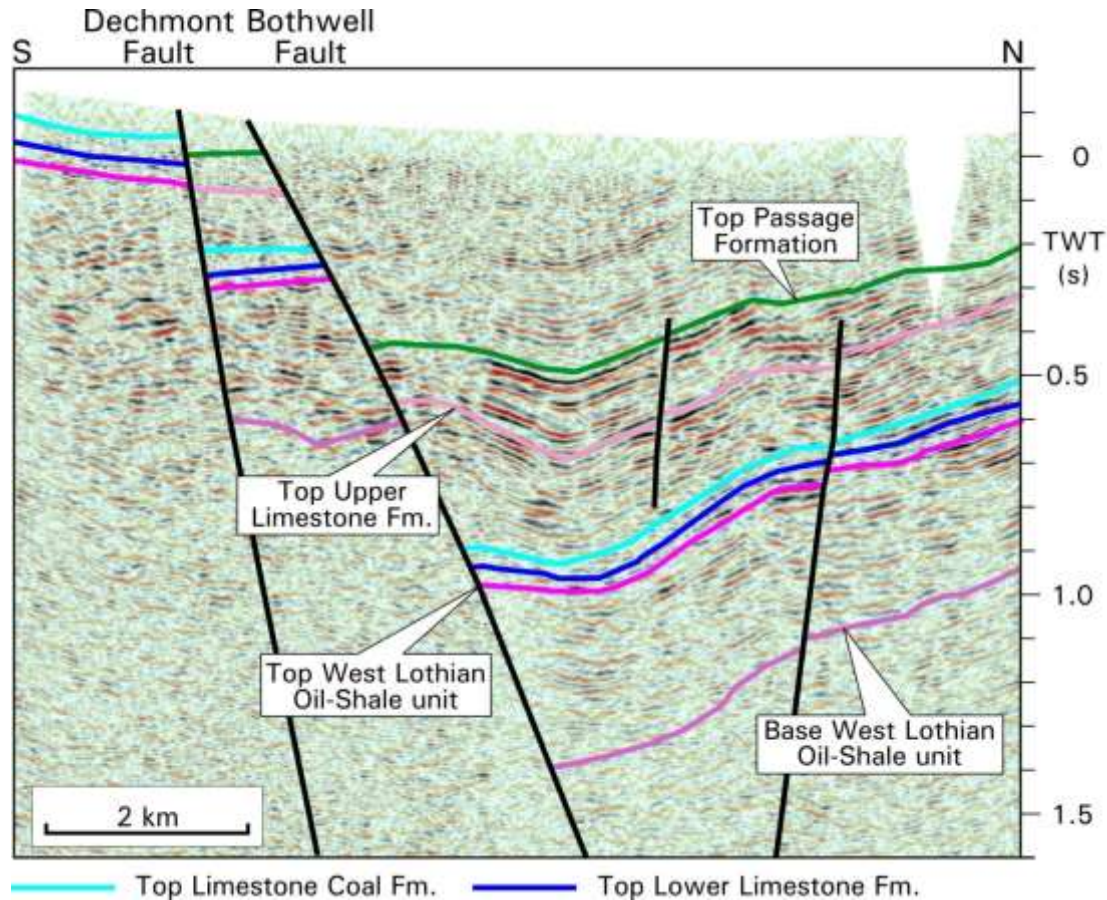 Dechmont Bothwell
Fault Fault
S N
0
Top Passage
Formation
TWT
(s)
0.5
Top Upper
Limestone Fm.
1.0
Top West Lothian
Oil-Shale unit
Base West Lothian
Oil-Shale unit
2 km
1.5
Top Limestone Coal Fm. Top Lower Limestone Fm.